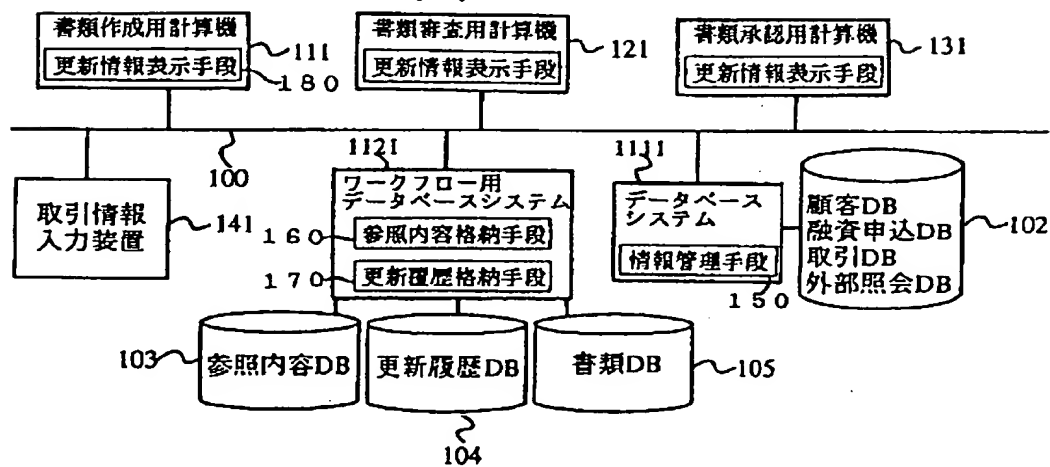 書類作成用計算機
111
更新情報表示手段
180
書類審査用計算機
121
更新情報表示手段
書類承認用計算機
131
更新情報表示手段
100
取引情報
入力装置
141
1121
ワークフロー用
データベースシステム
160
参照内容格納手段
170
更新履歴格納手段
1111
データベース
システム
情報管理手段
150
顧客DB
融資申込DB
取引DB
外部照会DB
102
103
参照内容DB
更新履歴DB
104
書類DB
105